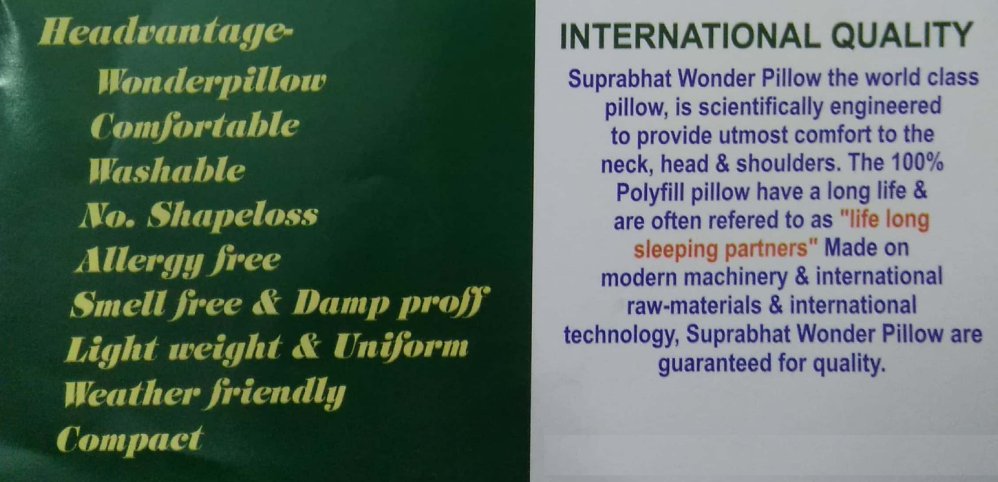 Headvantage-
Wonderpillow
Comfortable
Washable
No. Shapeloss
Allergy free
Smell free & Damp proff
Light weight & Uniform
Weather friendly
Compact
INTERNATIONAL QUALITY
Suprabhat Wonder Pillow the world class
pillow, is scientifically engineered
to provide utmost comfort to the
neck, head & shoulders. The 100%
Polyfill pillow have a long life &
are often refered to as "life long
sleeping partners" Made on
modern machinery & international
raw-materials & international
technology, Suprabhat Wonder Pillow are
guaranteed for quality.